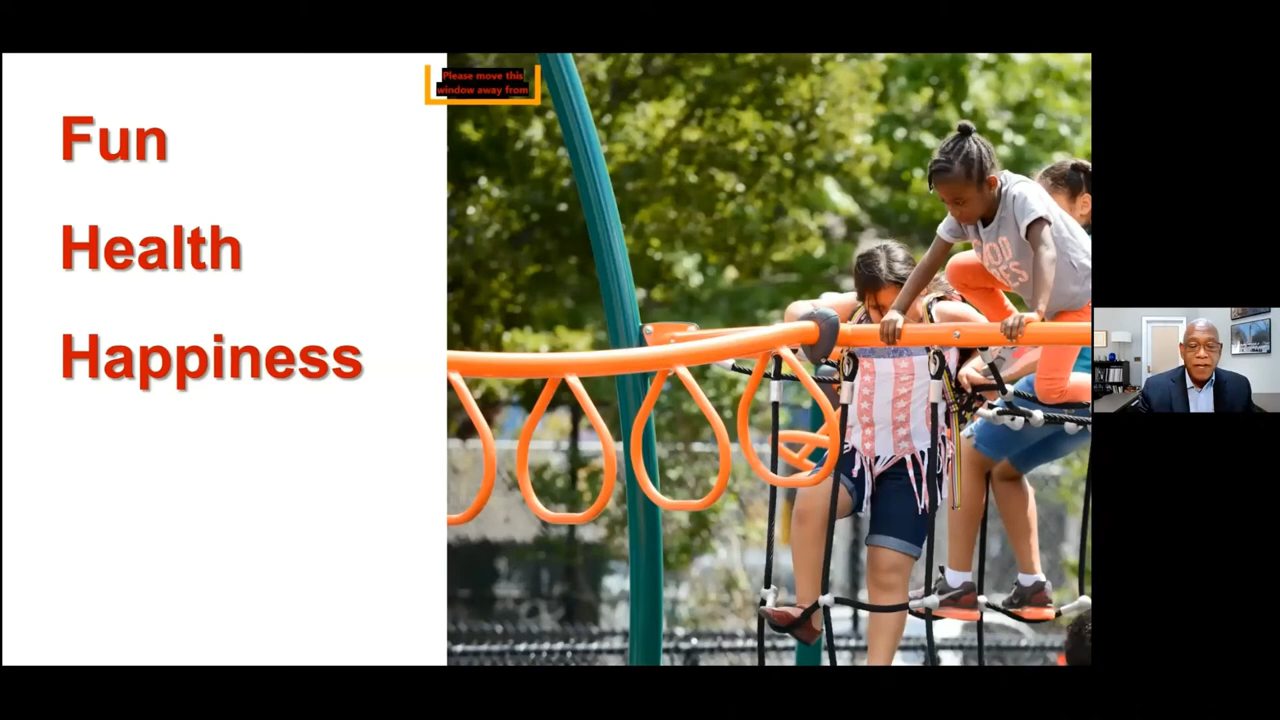 Fun
Health
Happiness
Please move this
window away from